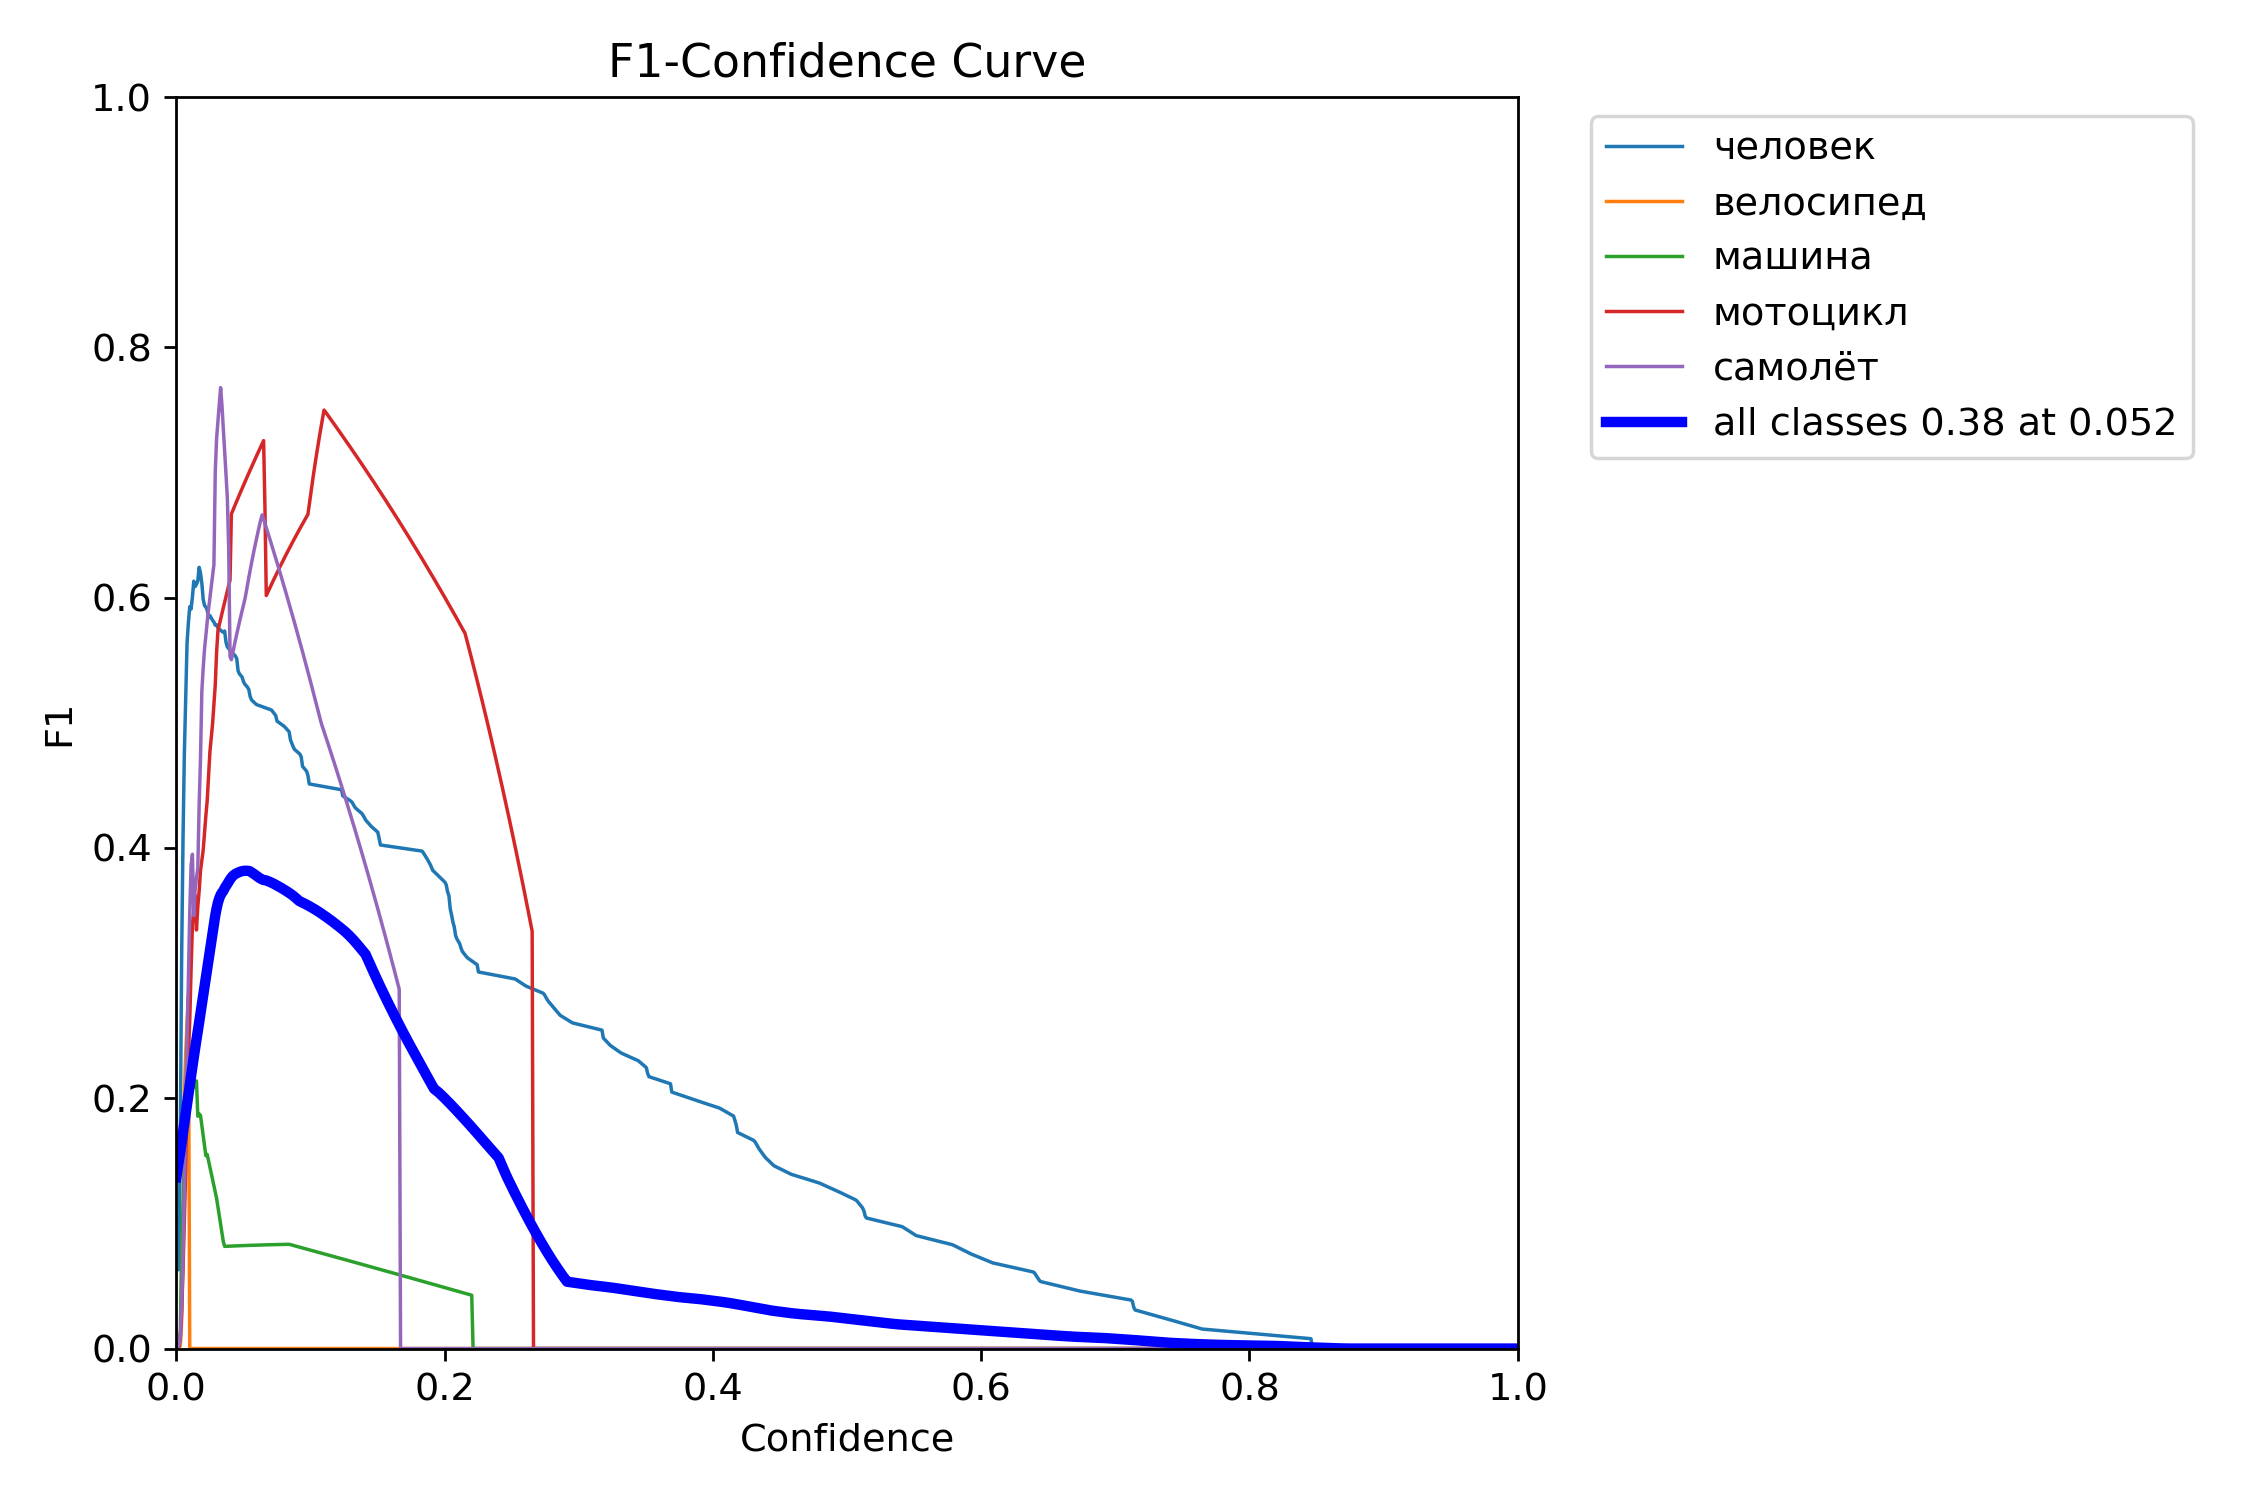 F1-Confidence Curve
1.0
0.8
0.6
0.4
0.2
0.0
F1
0.0 0.2 0.4 0.6 0.8 1.0
Confidence
человек
велосипед
машина
мотоцикл
самолёт
all classes 0.38 at 0.052